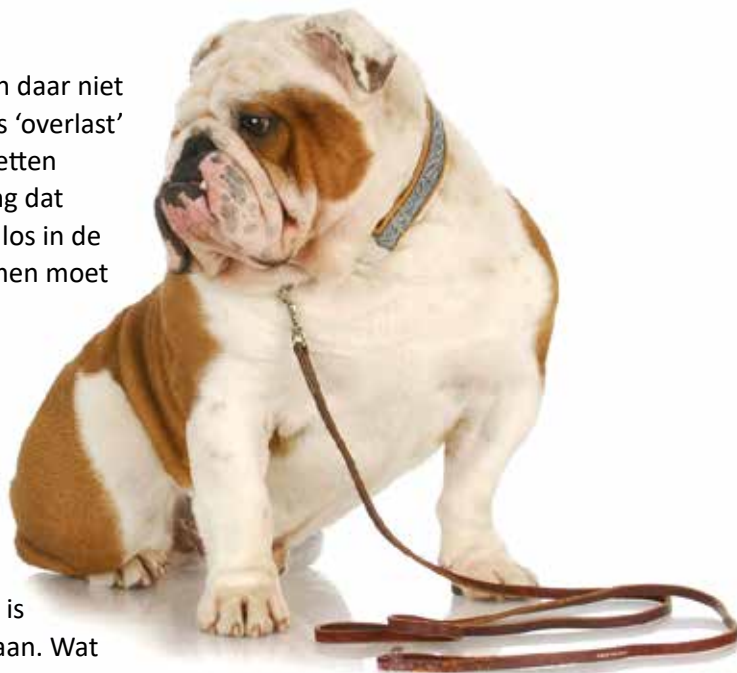 n daar niet
s ‘overlast’
etten
ng dat
los in de
nen moet
is
aan. Wat